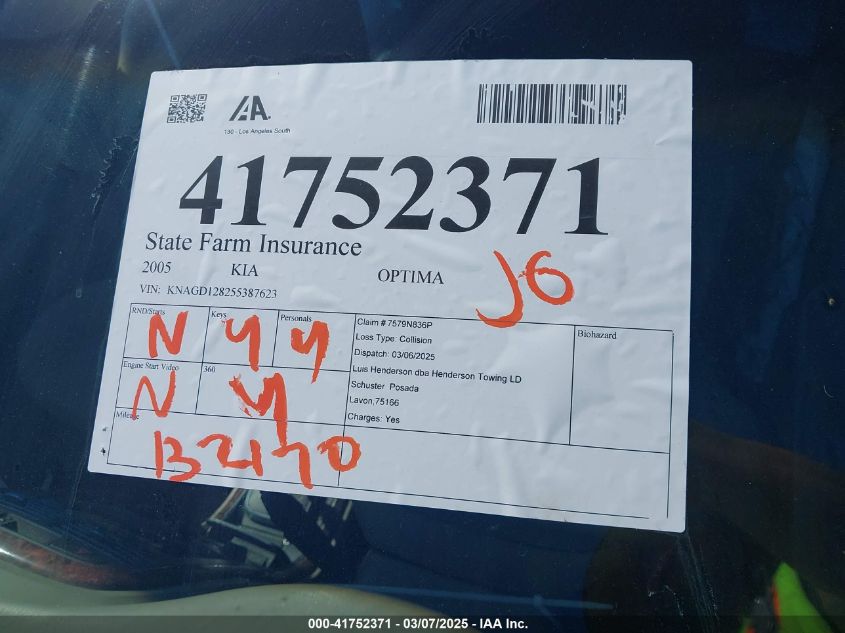 IAA.
130 - Los Angeles South
41752371
State Farm Insurance
2005 KIA OPTIMA
J6
VIN: KNAGD128255387623
RND/Starts N
Keys Y
Personals Y
Engine Start Video N
360 Y
Mileage
132170
Claim # 7579N836P
Loss Type: Collision
Dispatch: 03/06/2025
Luis Henderson dba Henderson Towing LD
Schuster Posada
Lavon,75166
Charges: Yes
Biohazard
000-41752371 - 03/07/2025 - IAA Inc.